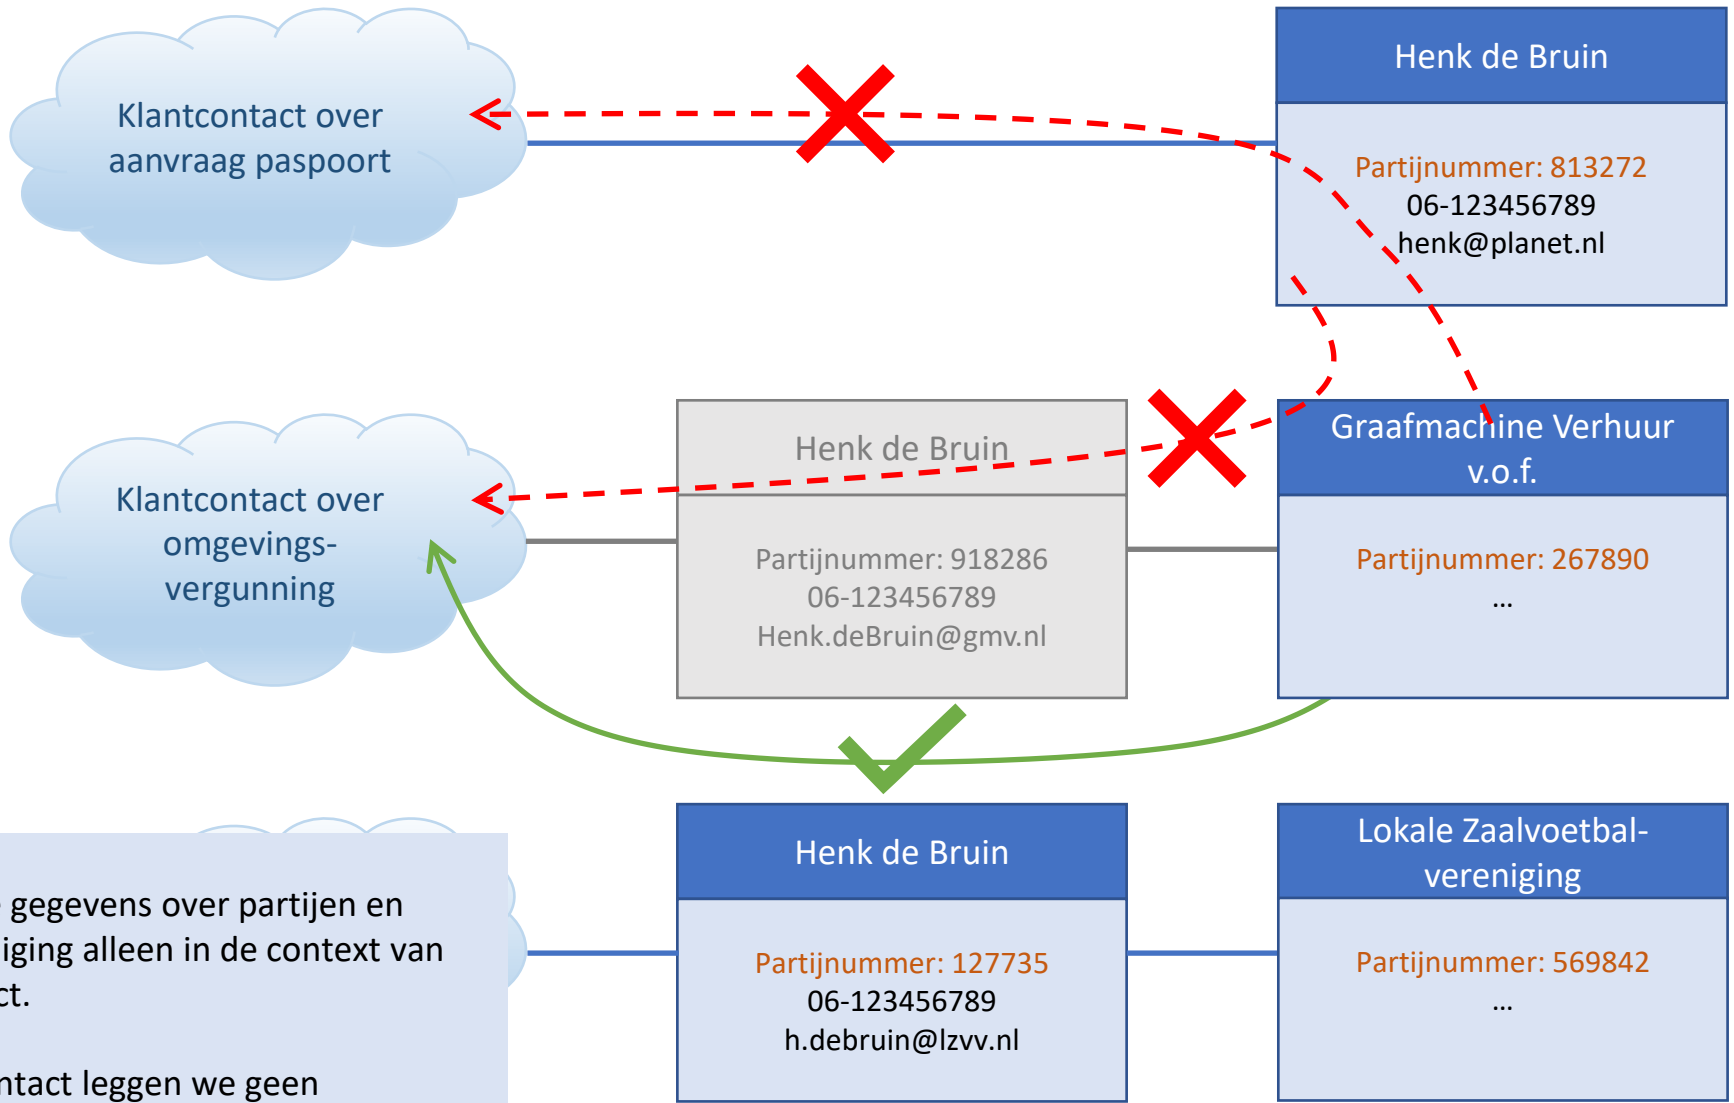 Klantcontact over
aanvraag paspoort
Henk de Bruin
Partijnummer: 813272
06-123456789
henk@planet.nl
Klantcontact over
omgevings-
vergunning
Henk de Bruin
Partijnummer: 918286
06-123456789
Henk.deBruin@gmv.nl
Graafmachine Verhuur
v.o.f.
Partijnummer: 267890
...
Henk de Bruin
Partijnummer: 127735
06-123456789
h.debruin@lzvv.nl
Lokale Zaalvoetbal-
vereniging
Partijnummer: 569842
...
gegevens over partijen en
alleen in de context van
leggen we geen